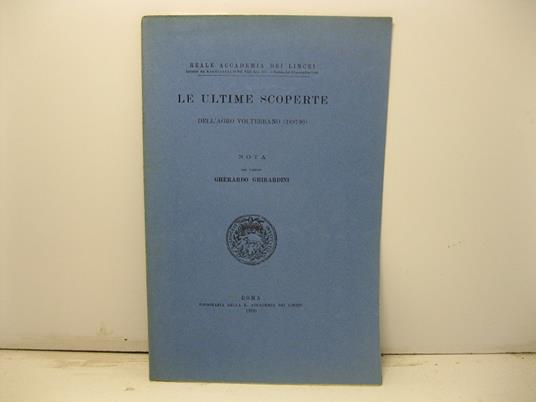 REALE ACCADEMIA DEI LINCEI
LE ULTIME SCOPERTE
DELL'AGRO VOLTERRANO
NOTA
GHERARDO GHIRARDINI
ROMA
TIPOGRAFIA DELLA R. ACCADEMIA DEI LINCEI